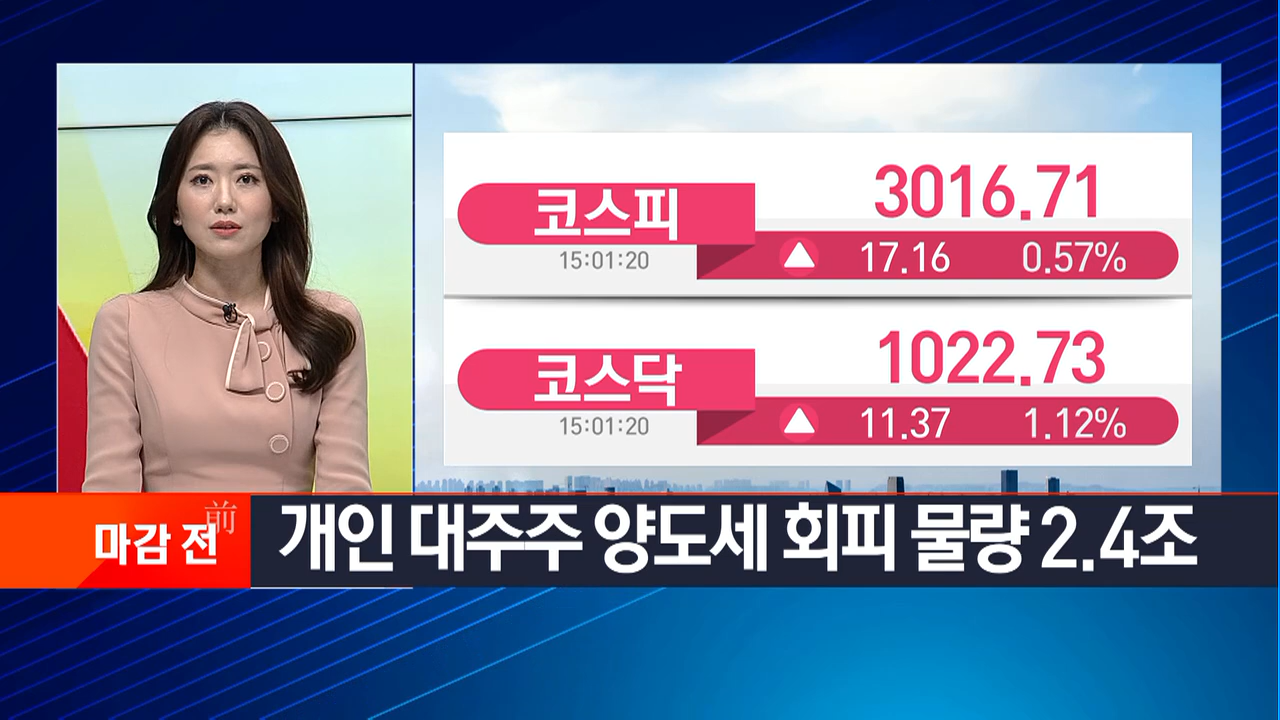 코스피
3016.71
15:01:20
▲ 17.16 0.57%
코스닥
1022.73
15:01:20
▲ 11.37 1.12%
마감 전前
개인 대주주 양도세 회피 물량 2.4조